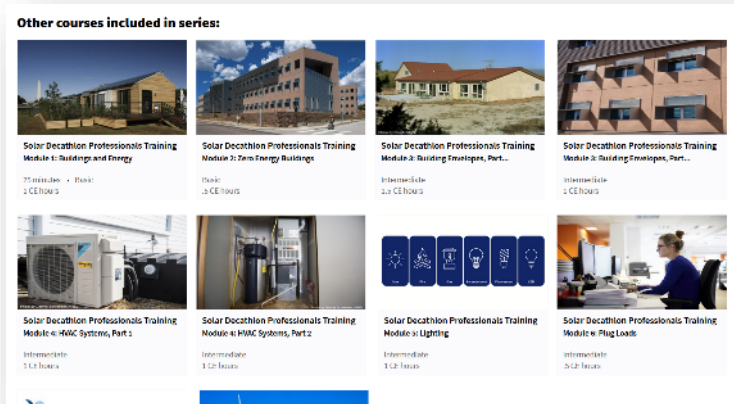 Other courses included in series:
Solar Decathlon Professionals Training
Module 1: Buildings and Energy
75 minutes • Basic
1 CE hours
Solar Decathlon Professionals Training
Module 2: Zero Energy Buildings
Basic
.5 CE hours
Solar Decathlon Professionals Training
Module 3: Building Envelopes, Part...
Intermediate
1.5 CE hours
Solar Decathlon Professionals Training
Module 3: Building Envelopes, Part...
Intermediate
1 CE hours
Solar Decathlon Professionals Training
Module 4: HVAC Systems, Part 1
Intermediate
1 CE hours
Solar Decathlon Professionals Training
Module 4: HVAC Systems, Part 2
Intermediate
1 CE hours
Solar Decathlon Professionals Training
Module 5: Lighting
Intermediate
1 CE hours
Solar Decathlon Professionals Training
Module 6: Plug Loads
Intermediate
.5 CE hours